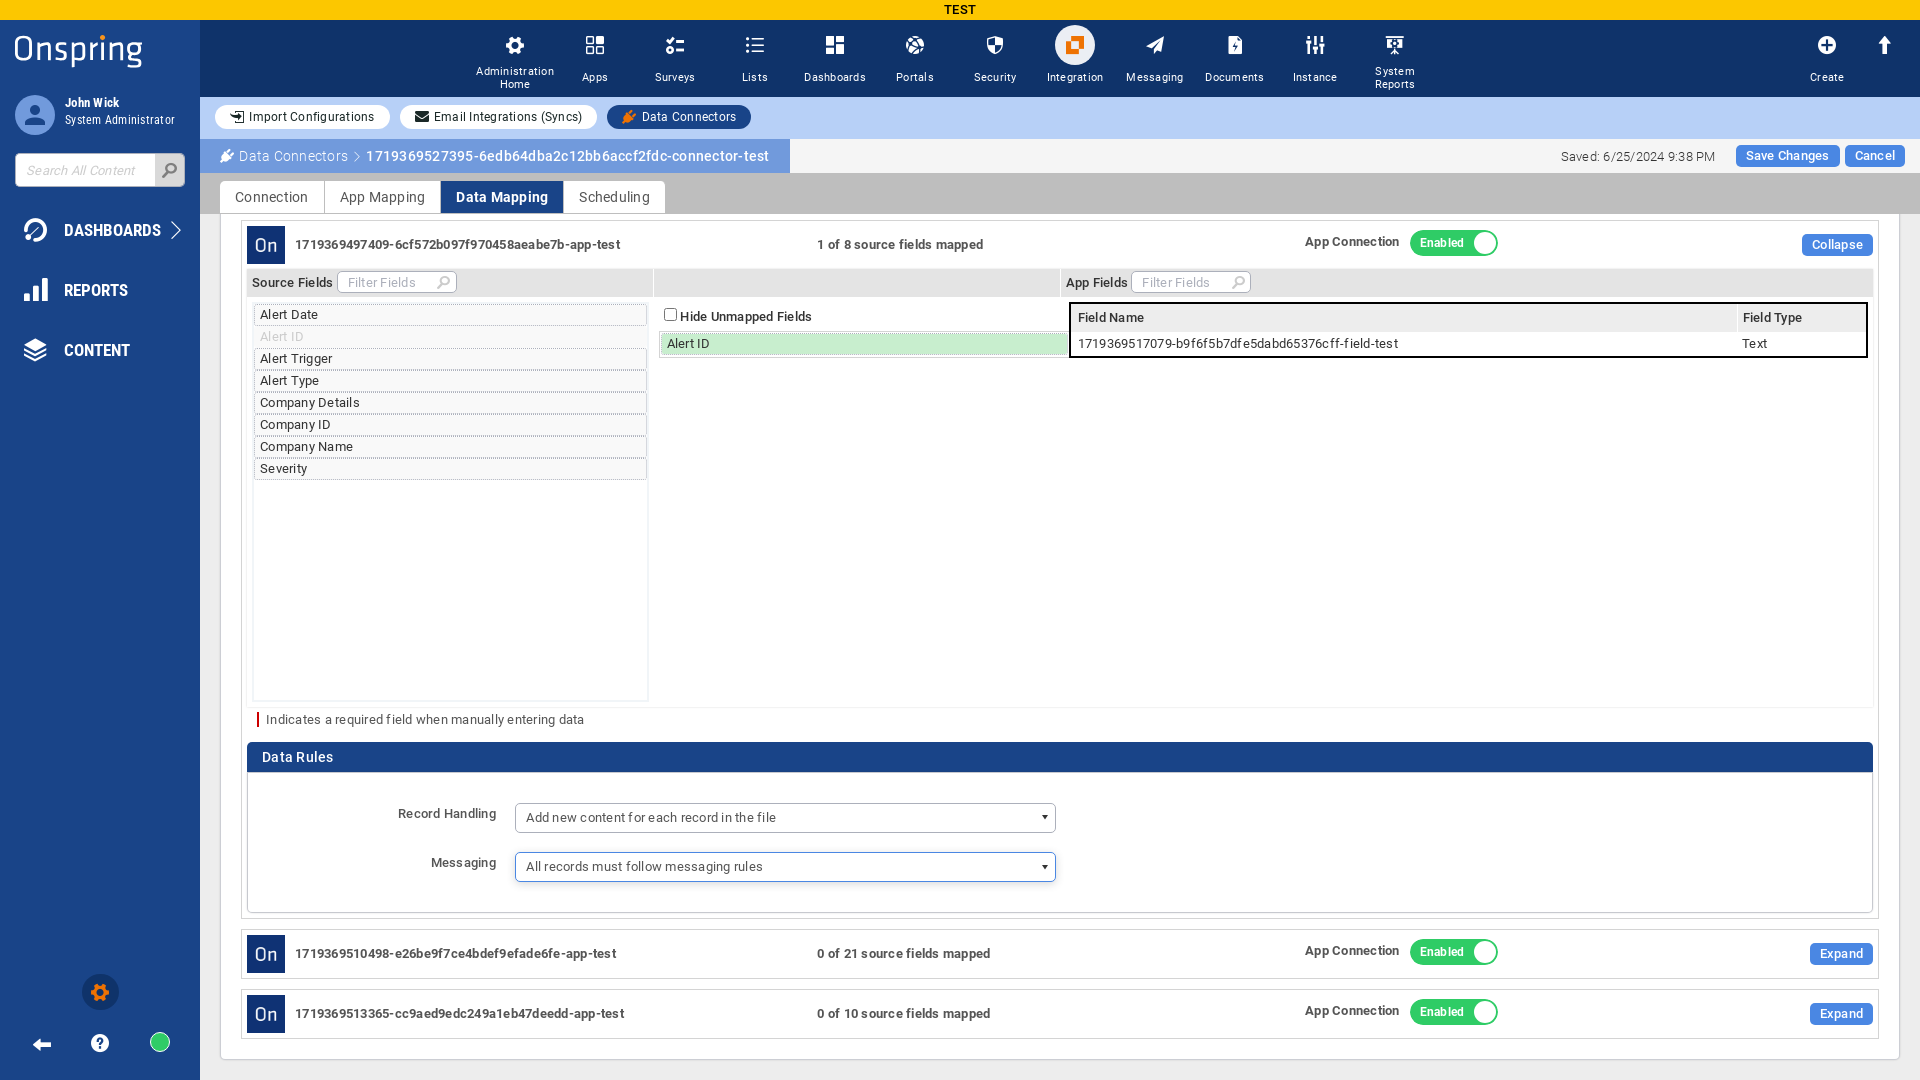 TEST
Onspring
John Wick
System Administrator
Search All Content
DASHBOARDS
REPORTS
CONTENT
Administration Home
Apps
Surveys
Lists
Dashboards
Portals
Security
Integration
Messaging
Documents
Instance
System Reports
Create
Import Configurations
Email Integrations (Syncs)
Data Connectors
Data Connectors > 1719369527395-6edb64dba2c12bb6accf2fdc-connector-test
Saved: 6/25/2024 9:38 PM
Save Changes
Cancel
Connection
App Mapping
Data Mapping
Scheduling
On
1719369497409-6cf572b097f970458aeabe7b-app-test
1 of 8 source fields mapped
App Connection
Enabled
Collapse
Source Fields
Filter Fields
App Fields
Filter Fields
Alert Date
Alert ID
Alert Trigger
Alert Type
Company Details
Company ID
Company Name
Severity
Hide Unmapped Fields
Alert ID
Field Name
Field Type
1719369517079-b9f6f5b7dfe5dabd65376cff-field-test
Text
Indicates a required field when manually entering data
Data Rules
Record Handling
Add new content for each record in the file
Messaging
All records must follow messaging rules
On
1719369510498-e26be9f7ce4bdef9efade6fe-app-test
0 of 21 source fields mapped
App Connection
Enabled
Expand
On
1719369513365-cc9aed9edc249a1eb47deedd-app-test
0 of 10 source fields mapped
App Connection
Enabled
Expand